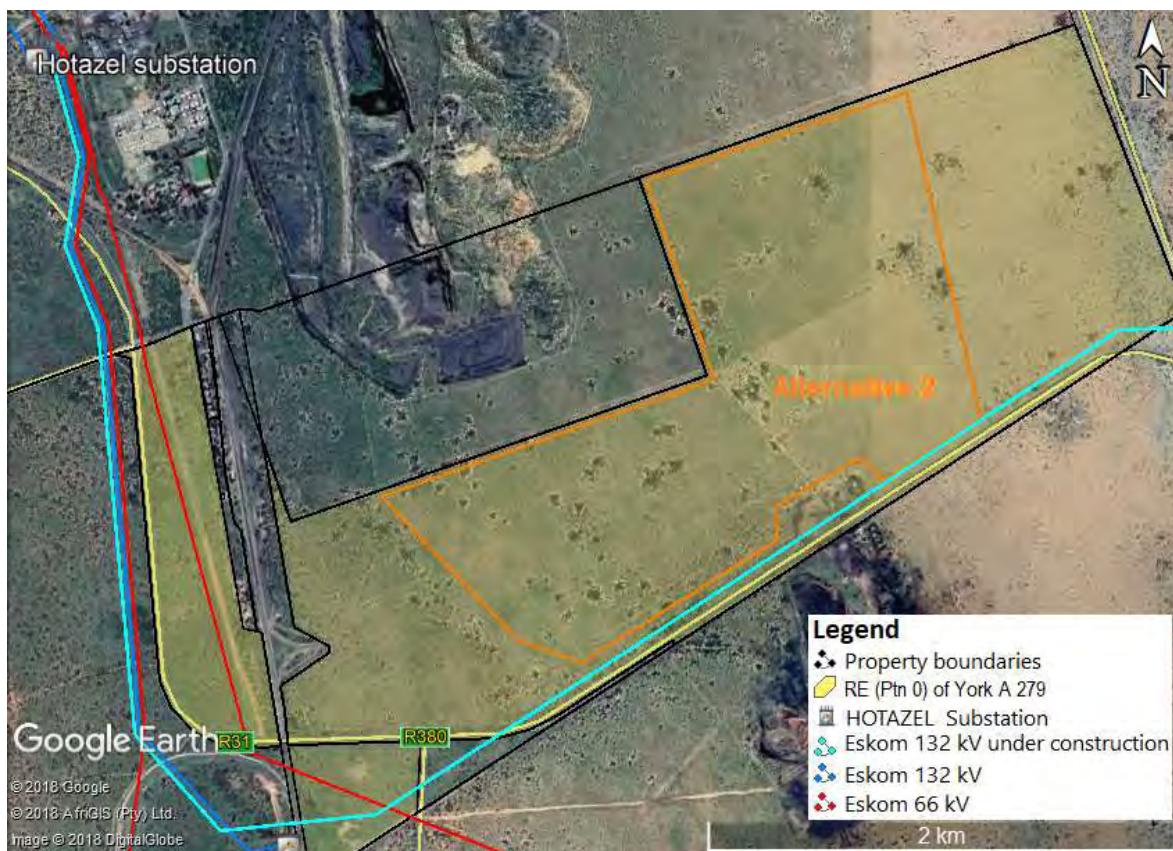 Hotazel substation
N
Alternative 2
Legend
Property boundaries
RE (Ptn 0) of York A 279
HOTAZEL Substation
Eskom 132 kV under construction
Eskom 132 kV
Eskom 66 kV
Google Earth
R31
R380
© 2018 Google
© 2018 AfriGIS (Pty) Ltd.
Image © 2018 DigitalGlobe
2 km